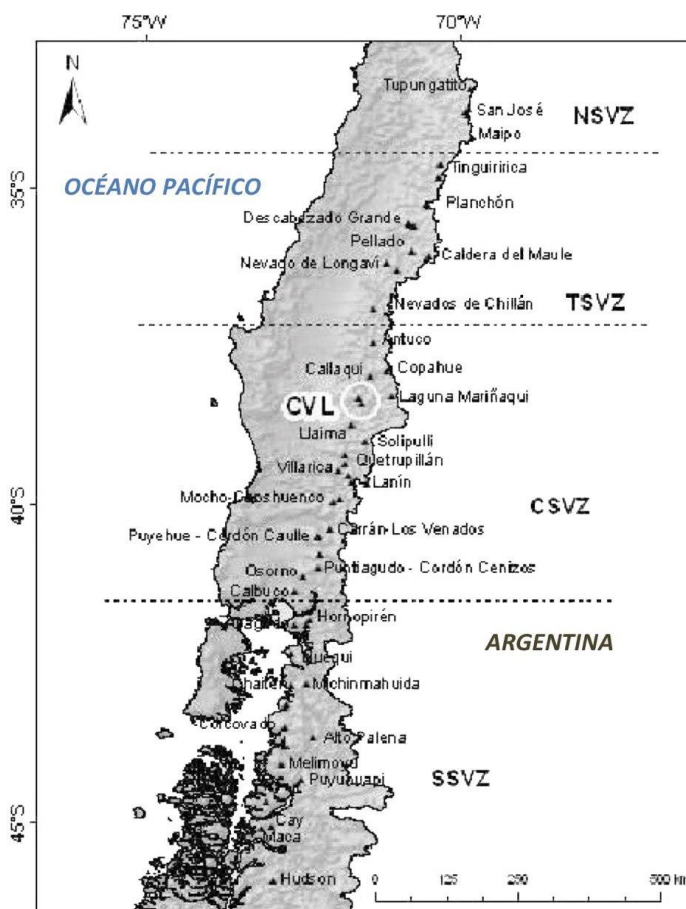 75°W 70°W
N
Tupungatito
San José
NSVZ
Maipo
Tinguiririca
35°S
OCÉANO PACÍFICO
Planchón
Descabezado Grande
Pellado
Caldera del Maule
Nevado de Longaví
Nevados de Chillán
TSVZ
Antuco
Copahue
Callaqui
Laguna Mariñaqui
CVL
Llaima
Solipulli
Quetrupillán
Villarica
Lanín
Mocho-Coshuenco
40°S
CSVZ
Carrán-Los Venados
Puyehue - Cordón Caulle
Puntiagudo - Cordón Cenizos
Osorno
Calbuco
Hornopirén
ARGENTINA
Huequi
Chaitén
Michinmahuida
Corcovado
Alto Palena
Melimoyu
Puyuhuapi
SSVZ
45°S
Cay
Maca
Hudson
0 125 250 500 km